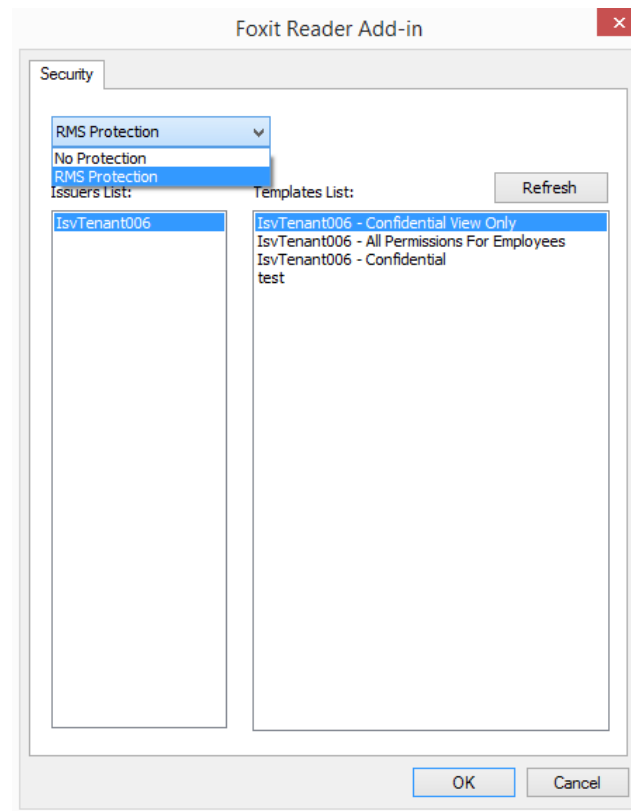 Foxit Reader Add-in
Security
RMS Protection
No Protection
RMS Protection
Issuers List:
Templates List:
Refresh
IsvTenant006
IsvTenant006 - Confidential View Only
IsvTenant006 - All Permissions For Employees
IsvTenant006 - Confidential
test
OK
Cancel